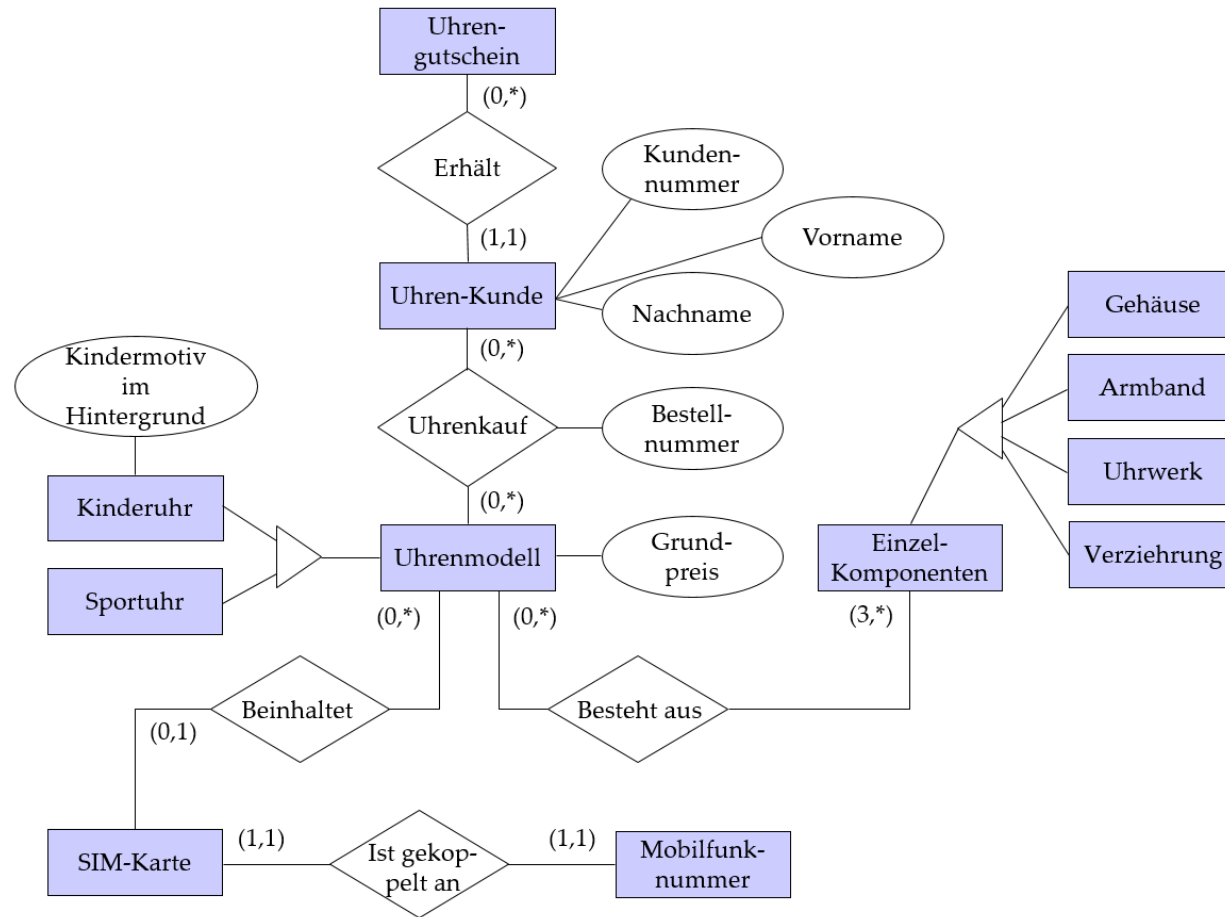 Uhren-
gutschein
(0,*)
Erhält
(1,1)
Kunden-
nummer
Vorname
Uhren-Kunde
Nachname
(0,*)
Gehäuse
Kindermotiv
im
Hintergrund
Armband
Uhrenkauf
Bestell-
nummer
Uhrwerk
(0,*)
Kinderuhr
Uhrenmodell
Grund-
preis
Einzel-
Komponenten
Verziehrung
Sportuhr
(0,*)
(0,*)
(3,*)
Beinhaltet
Besteht aus
(0,1)
SIM-Karte
(1,1)
Ist gekop-
pelt an
(1,1)
Mobilfunk-
nummer